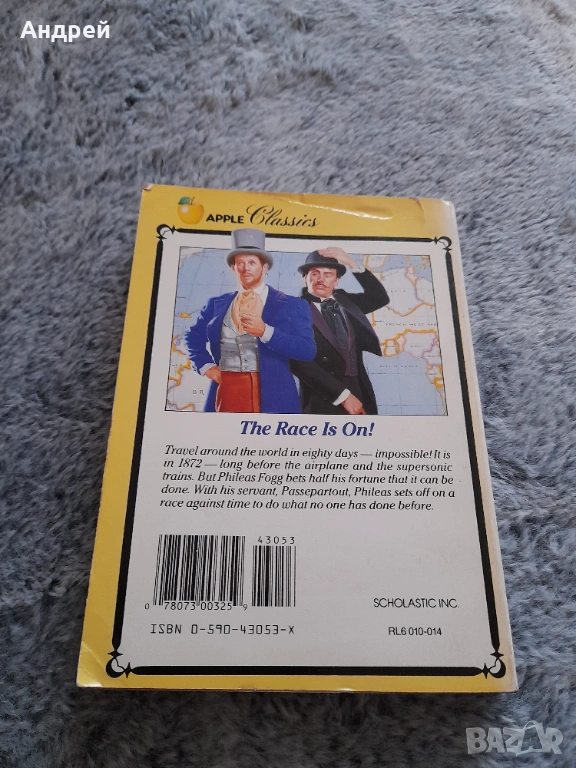 Андрей
APPLE Classics
The Race Is On!
Travel around the world in eighty days — impossible! It is
in 1872 — long before the airplane and the supersonic
trains. But Phileas Fogg bets half his fortune that it can be
done. With his servant, Passepartout, Phileas sets off on a
race against time to do what no one has done before.
43053
0 78073 00325 9
ISBN 0-590-43053-X
SCHOLASTIC INC.
RL6 010-014
BAZAR